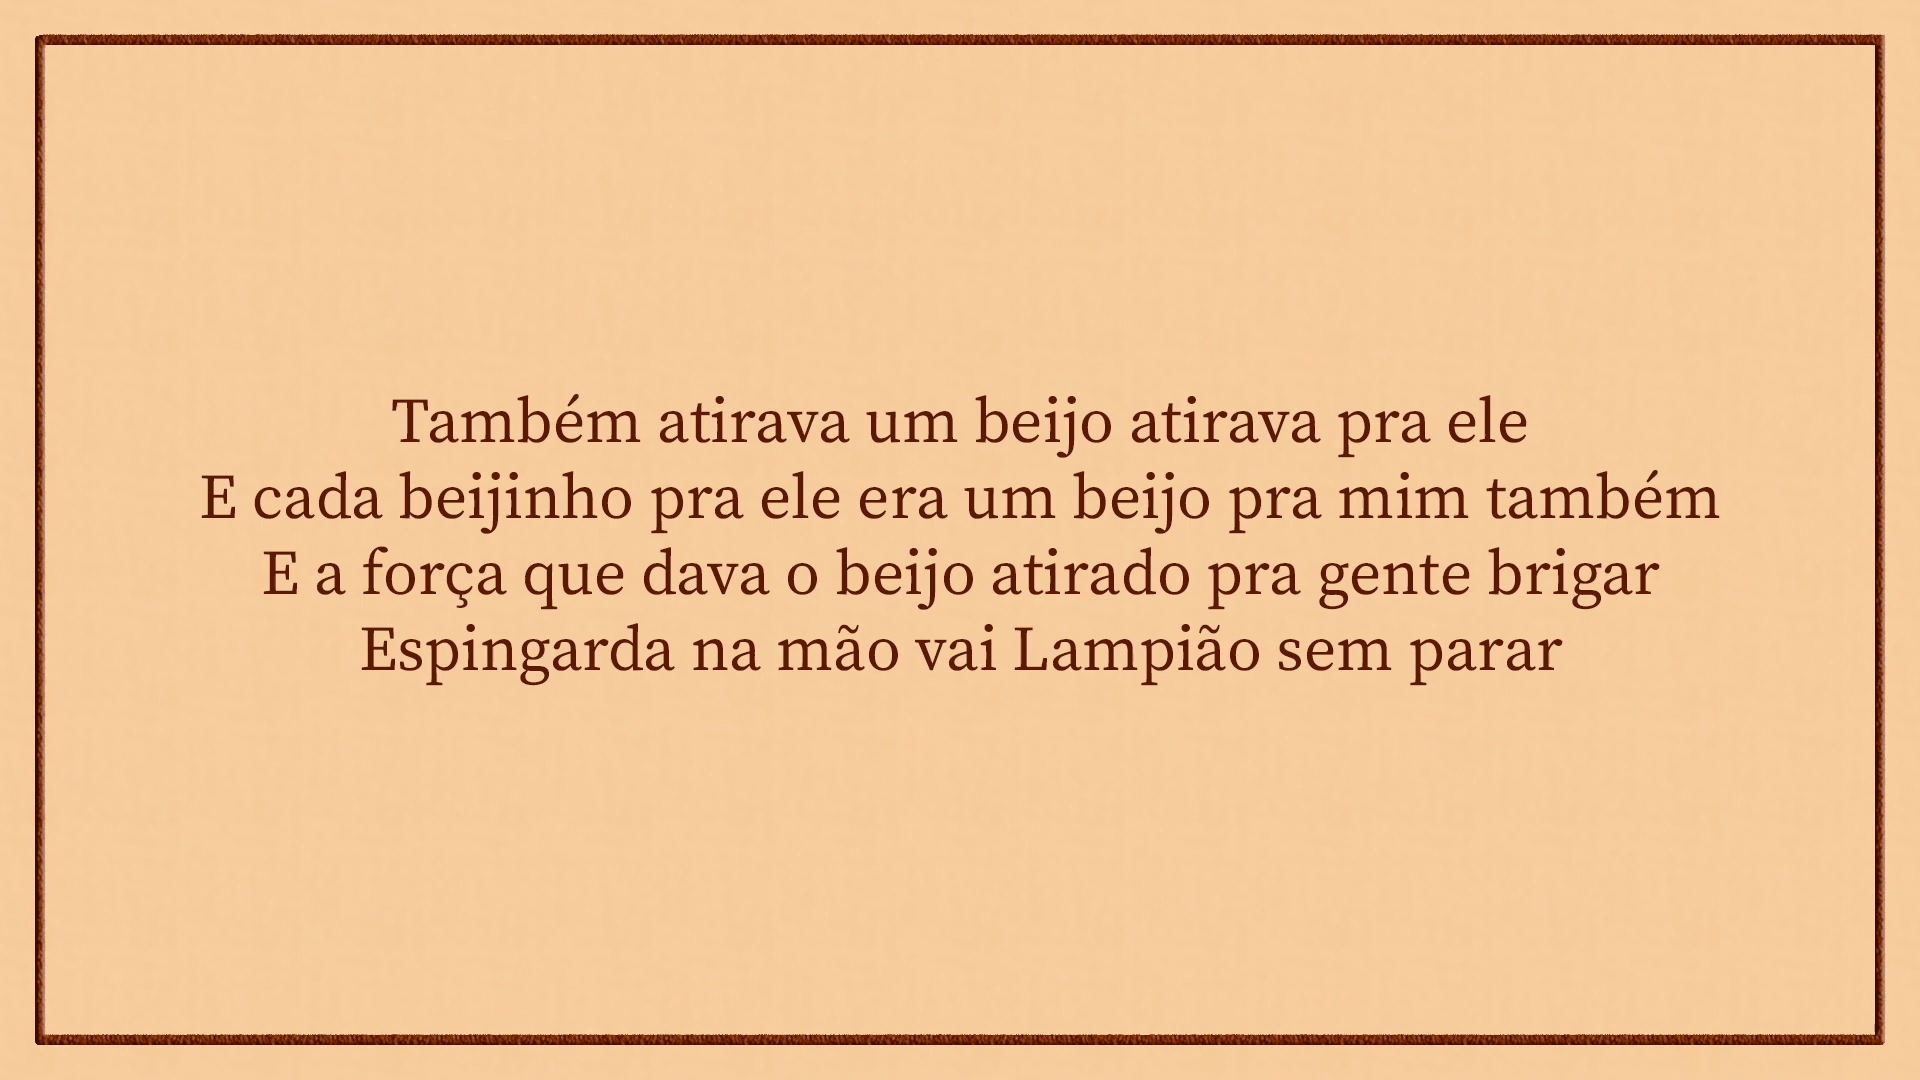 Também atirava um beijo atirava pra ele
E cada beijinho pra ele era um beijo pra mim também
E a força que dava o beijo atirado pra gente brigar
Espingarda na mão vai Lampião sem parar